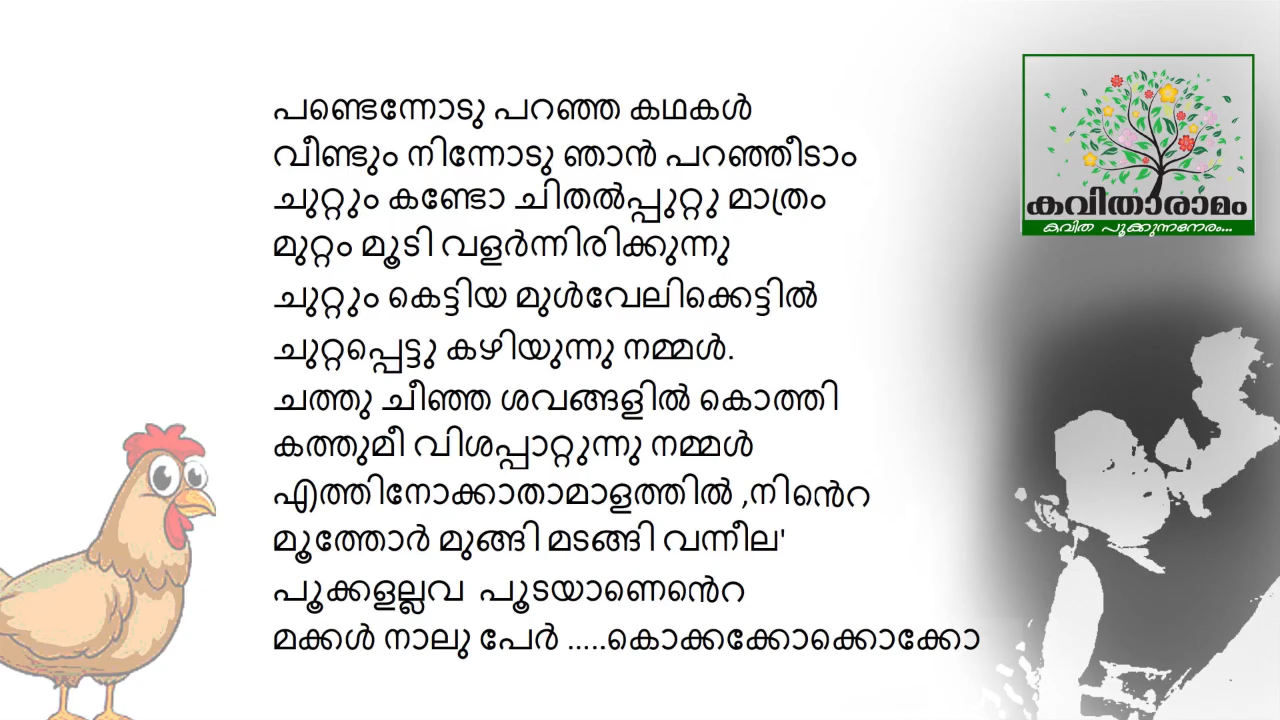 പണ്ടെന്നോടു പറഞ്ഞ കഥകൾ
വീണ്ടും നിന്നോടു ഞാൻ പറഞ്ഞീടാം
ചുറ്റും കണ്ടോ ചിതൽപ്പുറ്റു മാത്രം
മുറ്റം മൂടി വളർന്നിരിക്കുന്നു
ചുറ്റും കെട്ടിയ മുൾവേലിക്കെട്ടിൽ
ചുറ്റപ്പെട്ടു കഴിയുന്നു നമ്മൾ.
ചത്തു ചീഞ്ഞ ശവങ്ങളിൽ കൊത്തി
കത്തുമീ വിശപ്പാറ്റുന്നു നമ്മൾ
എത്തിനോക്കാതാമാളത്തിൽ ,നിൻെറ
മൂത്തോർ മുങ്ങി മടങ്ങി വന്നീല'
പൂക്കളല്ലവ പൂടയാണെൻെറ
മക്കൾ നാലു പേർ .....കൊക്കക്കോക്കൊക്കോ
കവിതാരാമം
കവിത പൂക്കുന്നനേരം...